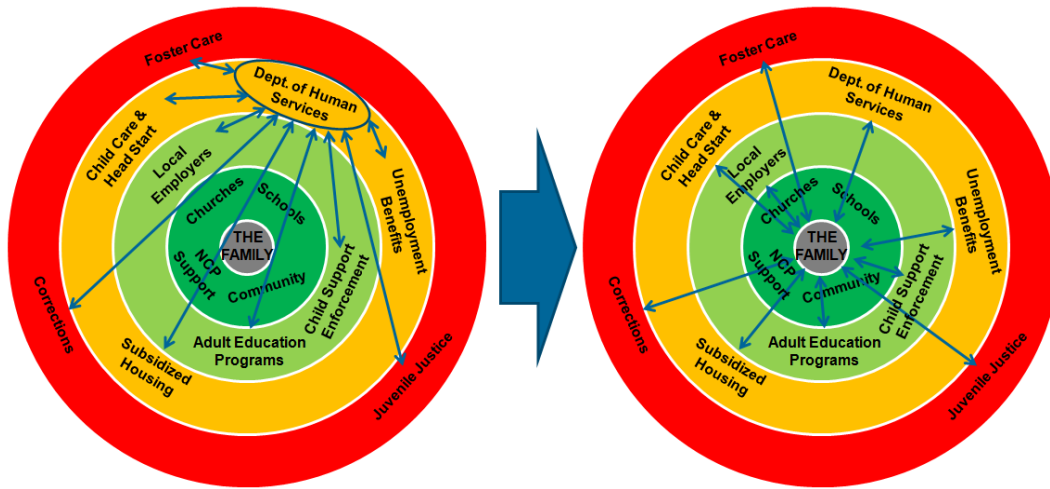 Foster Care
Dept. of Human
Services
Child Care &
Head Start
Local
Employers
Unemployment
Benefits
Churches
Schools
THE
FAMILY
NCP
Support
Community
Child Support
Enforcement
Adult Education
Programs
Subsidized
Housing
Corrections
Juvenile Justice
Foster Care
Dept. of Human
Services
Child Care &
Head Start
Local
Employers
Unemployment
Benefits
Churches
Schools
THE
FAMILY
NCP
Support
Community
Child Support
Enforcement
Adult Education
Programs
Subsidized
Housing
Corrections
Juvenile Justice